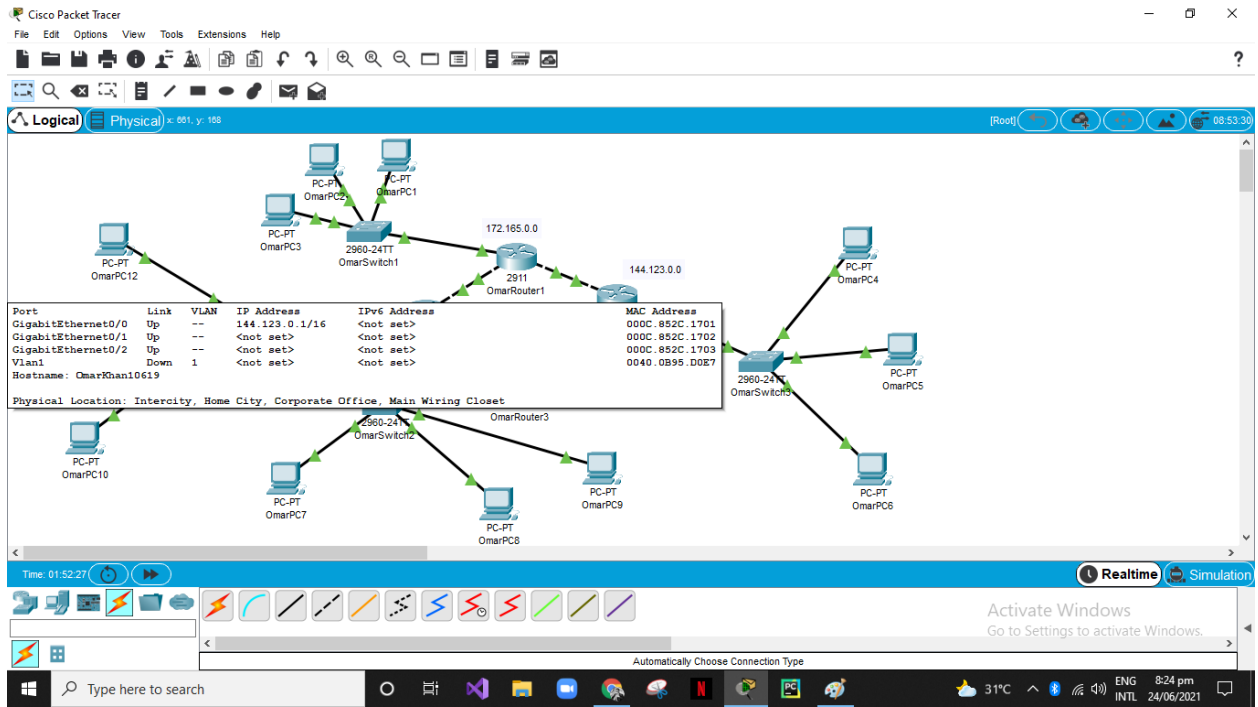 Cisco Packet Tracer
File Edit Options View Tools Extensions Help
?
Logical Physical x: 661, y: 168 [Root] 08:53:30
PC-PT
OmarPC2
PC-PT
OmarPC1
PC-PT
OmarPC3
2960-24TT
OmarSwitch1
172.165.0.0
2911
OmarRouter1
144.123.0.0
PC-PT
OmarPC12
PC-PT
OmarPC4
Port Link VLAN IP Address IPv6 Address MAC Address
GigabitEthernet0/0 Up -- 144.123.0.1/16 <not set> 000C.852C.1701
GigabitEthernet0/1 Up -- <not set> <not set> 000C.852C.1702
GigabitEthernet0/2 Up -- <not set> <not set> 000C.852C.1703
Vlan1 Down 1 <not set> <not set> 0040.0B95.D0E7
Hostname: OmarKhan10619
Physical Location: Intercity, Home City, Corporate Office, Main Wiring Closet
2960-24TT
OmarSwitch3
PC-PT
OmarPC5
OmarRouter3
2960-24TT
OmarSwitch2
PC-PT
OmarPC10
PC-PT
OmarPC7
PC-PT
OmarPC8
PC-PT
OmarPC9
PC-PT
OmarPC6
Time: 01:52:27 Realtime Simulation
Activate Windows
Go to Settings to activate Windows.
Automatically Choose Connection Type
Type here to search
31°C ENG 8:24 pm
INTL 24/06/2021